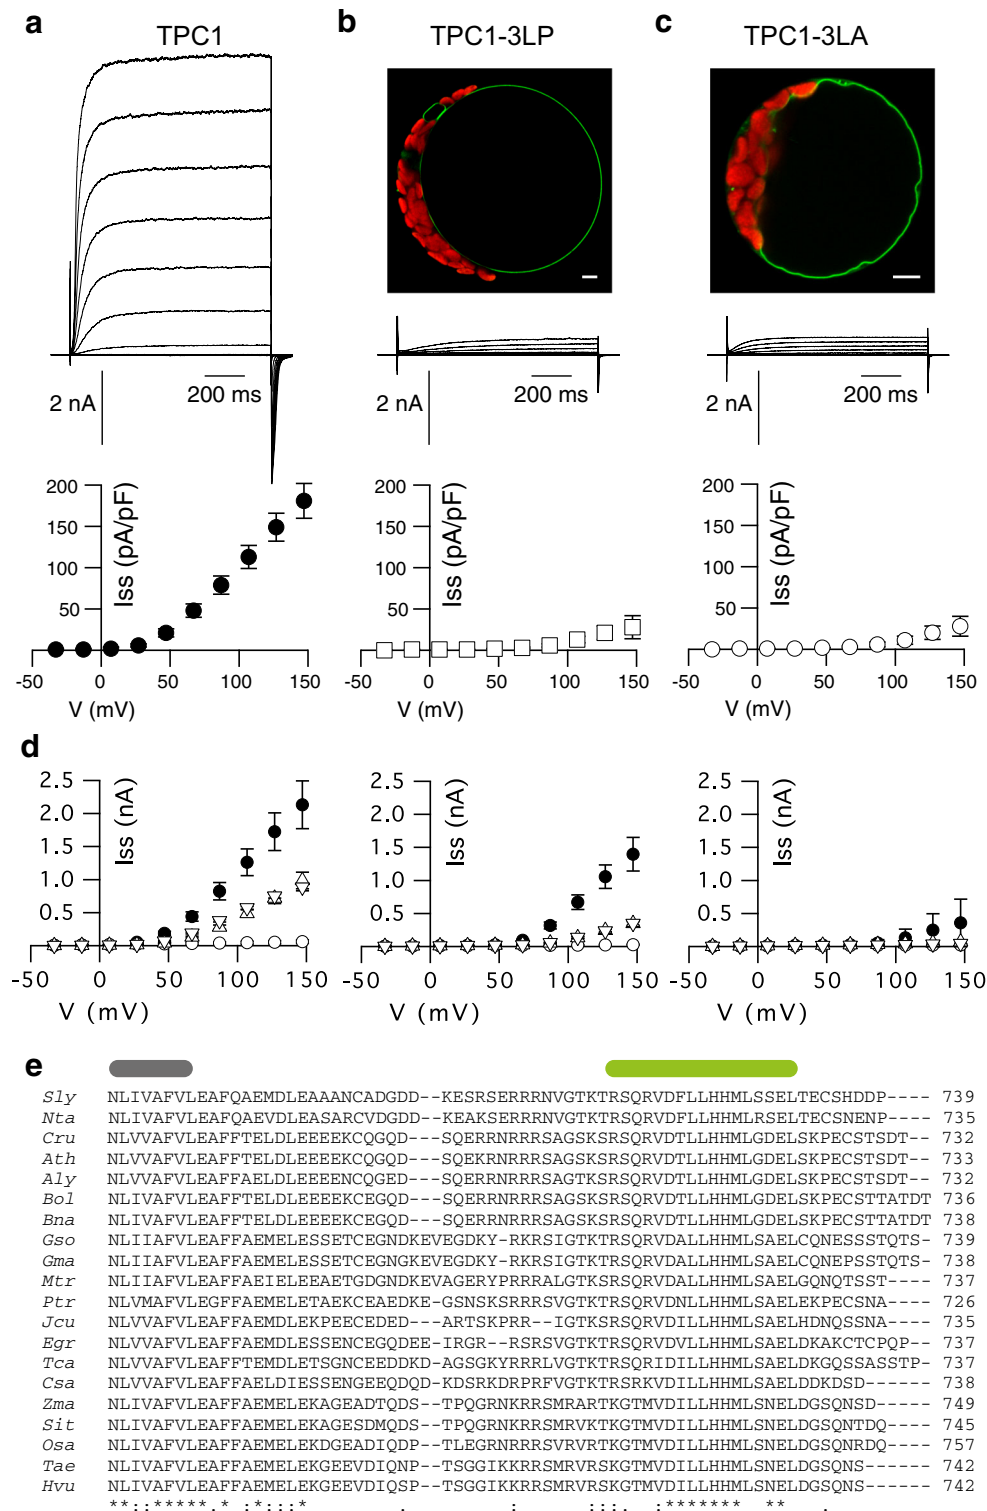 a
TPC1
b
TPC1-3LP
c
TPC1-3LA
2 nA
200 ms
2 nA
200 ms
2 nA
200 ms
200
150
100
50
Iss (pA/pF)
-50 0 50 100 150
V (mV)
200
150
100
50
Iss (pA/pF)
-50 0 50 100 150
V (mV)
200
150
100
50
Iss (pA/pF)
-50 0 50 100 150
V (mV)
d
2.5
2.0
1.5
1.0
0.5
Iss (nA)
-50 0 50 100 150
V (mV)
2.5
2.0
1.5
1.0
0.5
Iss (nA)
-50 0 50 100 150
V (mV)
2.5
2.0
1.5
1.0
0.5
Iss (nA)
-50 0 50 100 150
V (mV)
e
Sly NLIVAFVLEAFQAEMDLEAAANCADGDD--KESRSERRRNVGTKTRSQRVDFLLHHMLSSELTECSHDDP---- 739
Nta NLIVAFVLEAFQAEVDLEASARCVDGDD--KEAKSERRRNVGTKTRSQRVDFLLHHMLRSELTECSNENP---- 735
Cru NLVVAFVLEAFFTELDLEEEEKCQGQD---SQERRNRRRSAGSKSRSQRVDTLLHHMLGDELSKPECSTSDT-- 732
Ath NLVVAFVLEAFFTELDLEEEEKCQGQD---SQEKRNRRRSAGSKSRSQRVDTLLHHMLGDELSKPECSTSDT-- 733
Aly NLVVAFVLEAFFAELDLEEEENCQGED---SQERRNRRRSAGSKSRSQRVDTLLHHMLGDELSKPECSTSDT-- 732
Bol NLIVAFVLEAFFTELDLEEEEKCEGQD---SQERRNRRRSAGSKSRSQRVDTLLHHMLGDELSKPECSTTATDT 736
Bna NLIVAFVLEAFFTELDLEEEEKCEGQD---SQERRNRRRSAGSKSRSQRVDTLLHHMLGDELSKPECSTTATDT 738
Gso NLIIAFVLEAFFAEMELESSETCEGNDKEVEGDKY-RKRSIGTKTRSQRVDALLHHMLSAELCQNESSSTQTS- 739
Gma NLIIAFVLEAFFAEMELESSETCEGNGKEVEGDKY-RKRSIGTKTRSQRVDALLHHMLSAELCQNEPSSTQTS- 738
Mtr NLIIAFVLEAFFAEIELEEAETGDGNDKEVAGERYPRRRALGTKSRSQRVDALLHHMLSAELGQNQTSST---- 737
Ptr NLVMAFVLEGFFAEMELETAEKCEAEDKE-GSNSKSRRRSVGTKTRSQRVDNLLHHMLSAELEKPESNA---- 726
Jcu NLVVAFVLEAFFAEMDLEKPEECEDED--ARTSKPRR--IGTKTRSQRVDALLHHMLSAELHDNQSSNA---- 735
Egr NLVVAFVLEAFFAEMDLESSENCEGQDEE-IRGR--RSRSVGTKTRSQRVDVLLHHMLSAELDKAKCTCPQP-- 737
Tca NLVVAFVLEAFFTEMDLETSGNCEEDDKD-AGSGKYRRRLVGTKTRSQRIDILLHHMLSAELDKGQSSASSTP- 737
Csa NLVVAFVLEAFFAELDIESSENGEEQDQD-KDSRKDRPRFVGTKTRSRKVDILLHHMLSAELDDKDSD------ 738
Zma NLIVAFVLEAFFAEMELEKAGEADTQDS--TPQGRNKRRSMRARTKGTMVDILLHHMLSNELDGSQNSD----- 749
Sit NLIVAFVLEAFFAEMELEKAGESDMQDS--TPQGRNKRRSMRVKTKGTMVDILLHHMLSNELDGSQNTDQ---- 745
Osa NLIVAFVLEAFFAEMELEKDGEADIQDP--TLEGRNRRRSVRVRTKGTMVDILLHHMLSNELDGSQNRDQ---- 757
Tae NLIVAFVLEAFFAEMELEKGEEVDIQNP--TSGGIKKRRSMRVRSKGTMVDILLHHMLSNELDGSQNS------ 742
Hvu NLIVAFVLEAFFAEMELEKGEEVDIQSP--TSGGIKKRRSMRVRSKGTMVDILLHHMLSNELDGSQNS------ 742